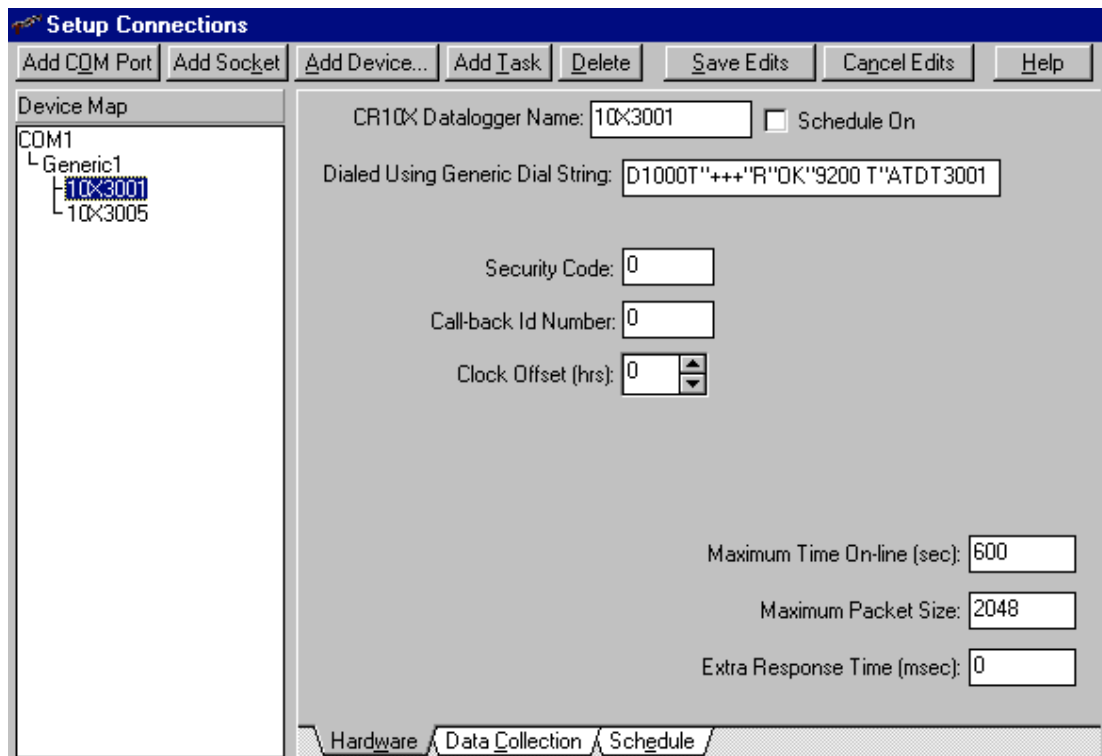 Setup Connections
Add COM Port Add Socket Add Device... Add Task Delete Save Edits Cancel Edits Help
Device Map
COM1
Generic1
10X3001
10X3005
CR10X Datalogger Name: 10X3001 Schedule On
Dialed Using Generic Dial String: D1000T"+++"R"OK"9200 T"ATDT3001
Security Code: 0
Call-back Id Number: 0
Clock Offset (hrs): 0
Maximum Time On-line (sec): 600
Maximum Packet Size: 2048
Extra Response Time (msec): 0
Hardware Data Collection Schedule